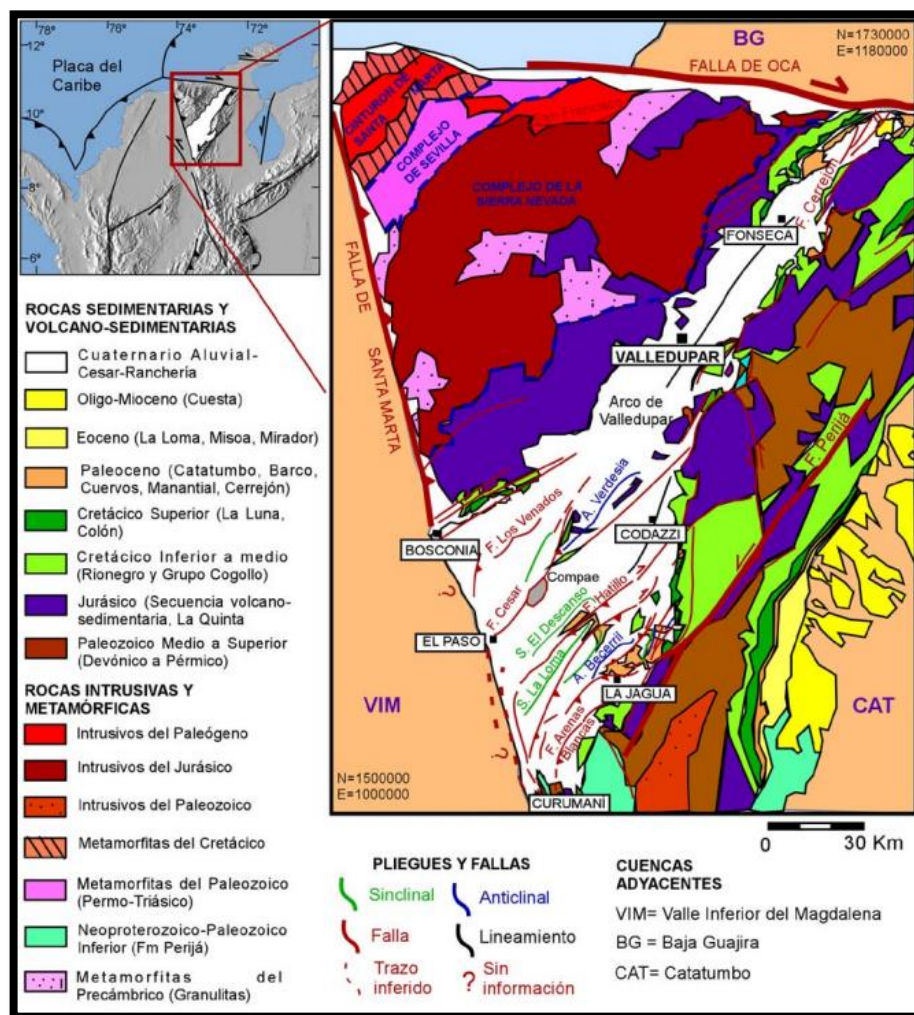 78°
76°
74°
72°
12°
10°
8°
6°
Placa del
Caribe
ROCAS SEDIMENTARIAS Y
VOLCANO-SEDIMENTARIAS
Cuaternario Aluvial-
Cesar-Ranchería
Oligo-Mioceno (Cuesta)
Eoceno (La Loma, Misoa, Mirador)
Paleoceno (Catatumbo, Barco,
Cuervos, Manantial, Cerrejón)
Cretácico Superior (La Luna,
Colón)
Cretácico Inferior a medio
(Rionegro y Grupo Cogollo)
Jurásico (Secuencia volcano-
sedimentaria, La Quinta
Paleozoico Medio a Superior
(Devónico a Pérmico)
ROCAS INTRUSIVAS Y
METAMÓRFICAS
Intrusivos del Paleógeno
Intrusivos del Jurásico
Intrusivos del Paleozoico
Metamorfitas del Cretácico
Metamorfitas del Paleozoico
(Permo-Triásico)
Neoproterozoico-Paleozoico
Inferior (Fm Perijá)
Metamorfitas del
Precámbrico (Granulitas)
BG
N=1730000
E=1180000
FALLA DE OCA
CINTURON DE
SANTA MARTA
COMPLEJO
DE SEVILLA
COMPLEJO DE LA
SIERRA NEVADA
F. Cerrejón
FONSECA
FALLA DE
SANTA MARTA
VALLEDUPAR
Arco de
Valledupar
F. Perijá
A. Verdesia
F. Los Venados
BOSCONIA
CODAZZI
Compae
F. Cesar
F. Hatillo
S. El Descanso
EL PASO
S. La Loma
A. Becerril
LA JAGUA
F. Arenas
Blancas
VIM
CAT
?
?
N=1500000
E=1000000
CURUMANÍ
0 30 Km
PLIEGUES Y FALLAS
Sinclinal
Anticlinal
Falla
Lineamiento
Trazo
inferido
? Sin
información
CUENCAS
ADYACENTES
VIM= Valle Inferior del Magdalena
BG = Baja Guajira
CAT= Catatumbo